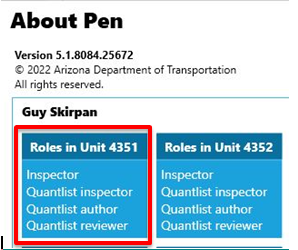 About Pen
Version 5.1.8084.25672
© 2022 Arizona Department of Transportation
All rights reserved.
Guy Skirpan
Roles in Unit 4351
Inspector
Quantlist inspector
Quantlist author
Quantlist reviewer
Roles in Unit 4352
Inspector
Quantlist inspector
Quantlist author
Quantlist reviewer